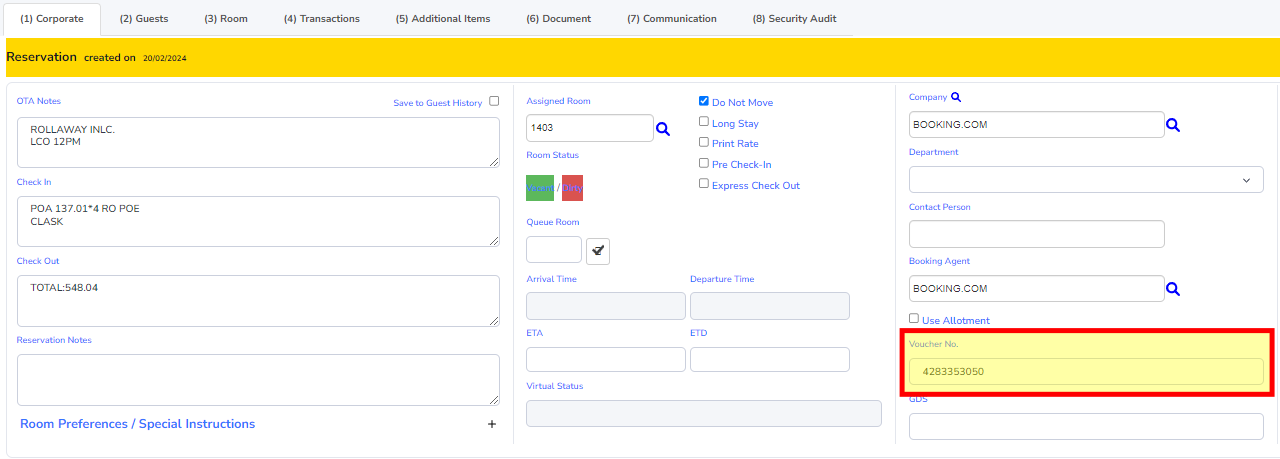 (1) Corporate (2) Guests (3) Room (4) Transactions (5) Additional Items (6) Document (7) Communication (8) Security Audit
Reservation created on 20/02/2024
OTA Notes
Save to Guest History
ROLLAWAY INLC.
LCO 12PM
Check In
POA 137.01*4 RO POE
CLASK
Check Out
TOTAL:548.04
Reservation Notes
Room Preferences / Special Instructions +
Assigned Room
1403
Room Status
Vacant / Dirty
Queue Room
Arrival Time Departure Time
ETA ETD
Virtual Status
Do Not Move
Long Stay
Print Rate
Pre Check-In
Express Check Out
Company
BOOKING.COM
Department
Contact Person
Booking Agent
BOOKING.COM
Use Allotment
Voucher No.
4283353050
GDS